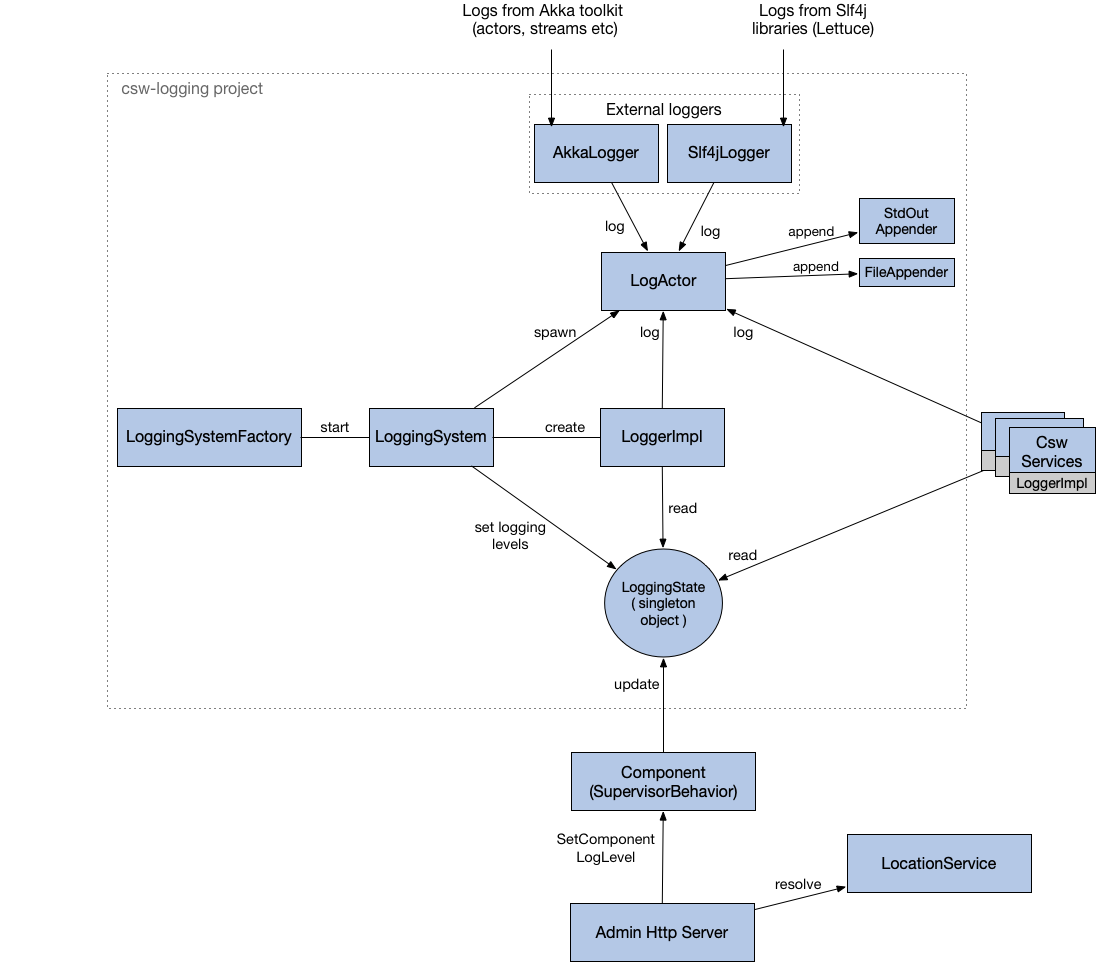 Logs from Akka toolkit
(actors, streams etc)
Logs from Slf4j
libraries (Lettuce)
csw-logging project
External loggers
AkkaLogger
Slf4jLogger
StdOut
Appender
log
log
append
append
FileAppender
LogActor
spawn
log
log
LoggingSystemFactory
start
LoggingSystem
create
LoggerImpl
Csw
Services
LoggerImpl
read
set logging
levels
read
LoggingState
( singleton
object )
update
Component
(SupervisorBehavior)
SetComponent
LogLevel
LocationService
resolve
Admin Http Server